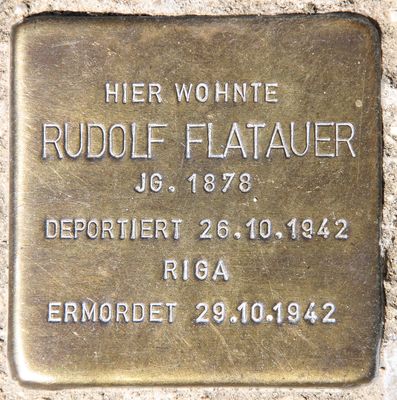 HIER WOHNTE
RUDOLF FLATAUER
JG. 1878
DEPORTIERT 26.10.1942
RIGA
ERMORDET 29.10.1942